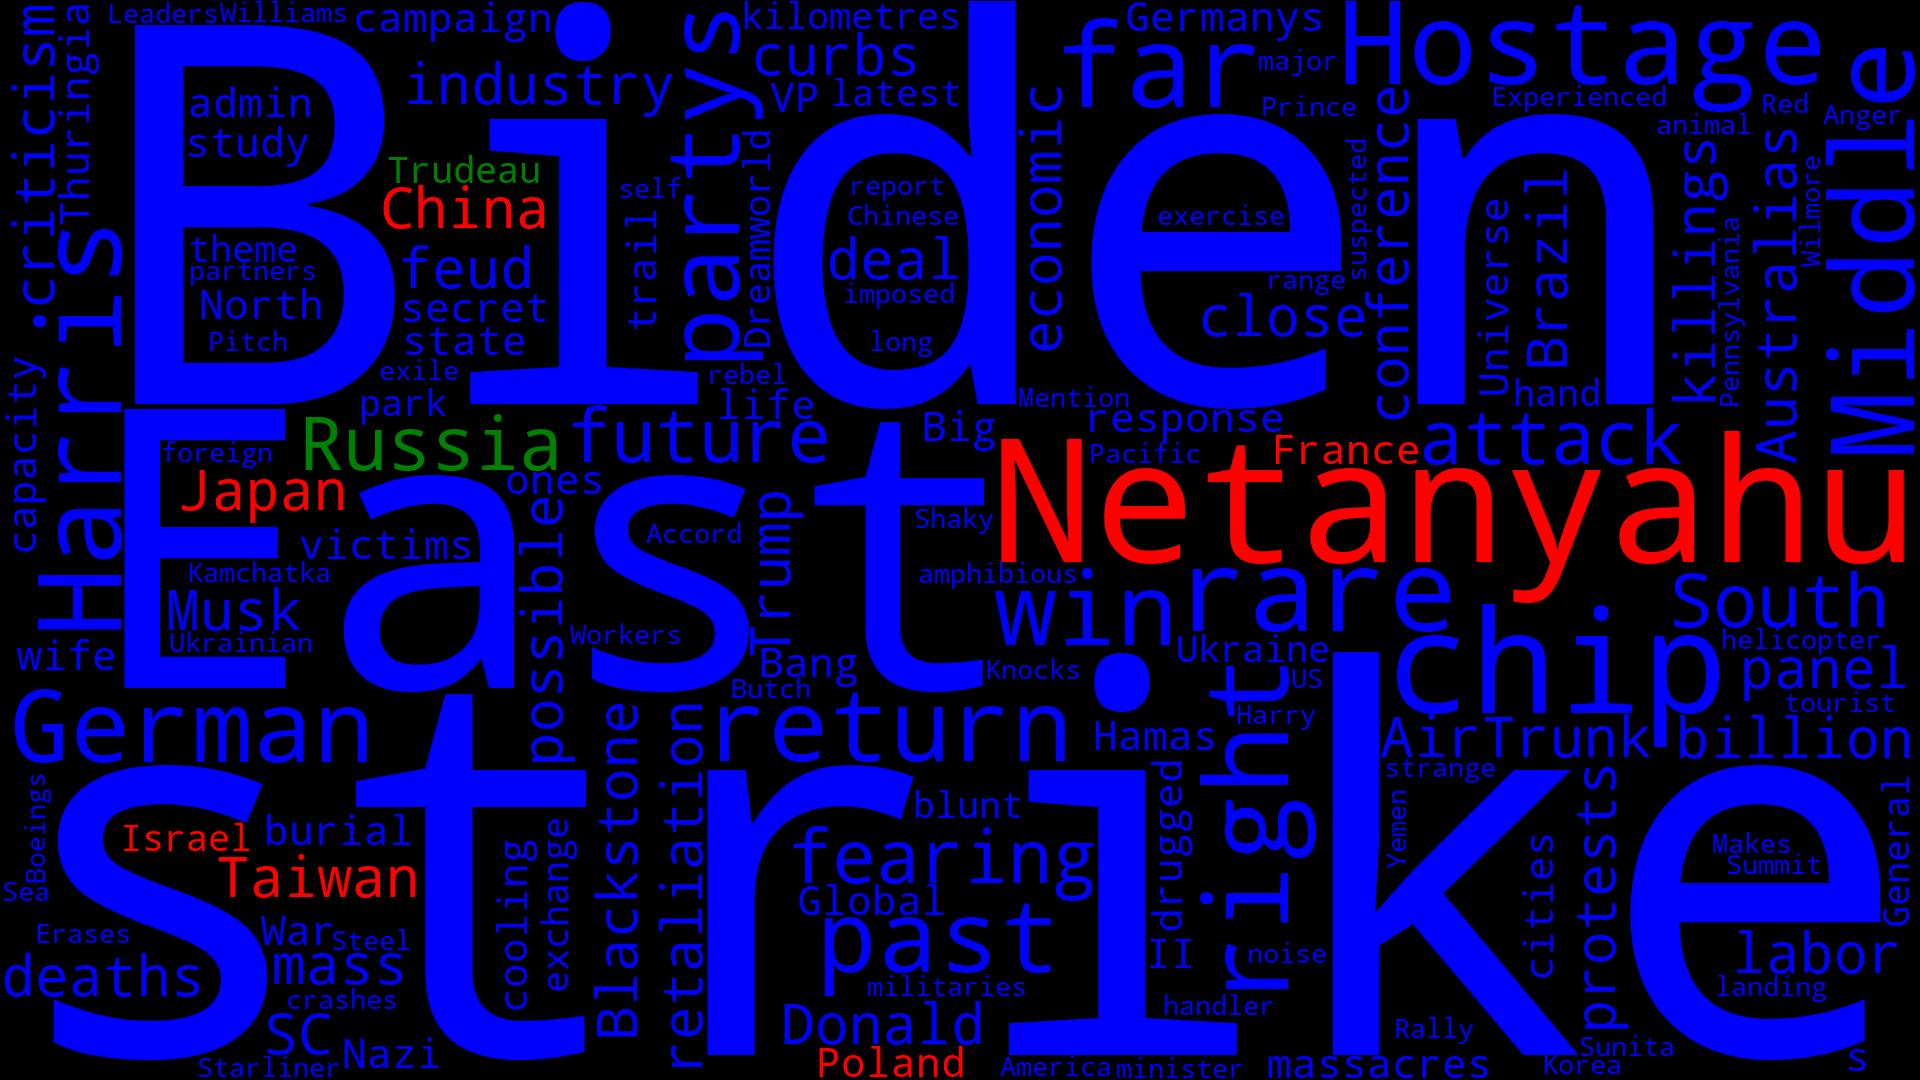 Leaders Williams campaign kilometres Germanys
curbs far major Hostage
industry partys VP latest Prince Experienced Red Anger
admin animal
study
criticism Thuringia Biden Middle
Trudeau self Dreamworld report economic suspected conference
China Chinese exercise Universe Brazil killings Australias Wilmore
theme feud trail deal range Pennsylvania
partners secret imposed close
North state long
Pitch exile rebel Mention hand
capacity Harris park life Big response
foreign Russia future Pacific France attack
Japan ones Netanyahu
East Accord Shaky
victims possible Trump amphibious rare
Kamchatka win South
Musk Workers Ukraine chip helicopter
Ukrainian Bang Knocks US panel
wife Butch Harry tourist
German return Hamas AirTrunk billion
Boeings strange
Blackstone retaliation drugged right Yemen protests General
Israel burial blunt Makes
Taiwan cooling exchange fearing cities Summit
Sea Global
Erases War Steel past II noise labor
deaths mass militaries landing
crashes strike handler
SC Nazi Donald Rally Sunita
Starliner Poland America minister massacres Korea s